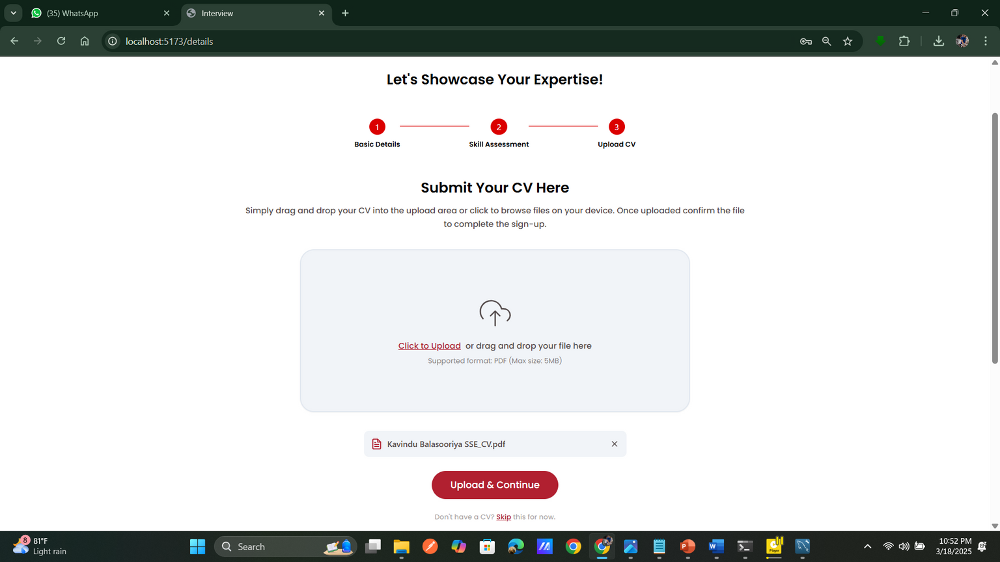 (35) WhatsApp
Interview
localhost:5173/details
Let's Showcase Your Expertise!
1
2
3
Basic Details
Skill Assessment
Upload CV
Submit Your CV Here
Simply drag and drop your CV into the upload area or click to browse files on your device. Once uploaded confirm the file
to complete the sign-up.
Click to Upload or drag and drop your file here
Supported format: PDF (Max size: 5MB)
Kavindu Balasooriya SSE_CV.pdf
Upload & Continue
Don't have a CV? Skip this for now.
8
81°F
Light rain
Search
Player
10:52 PM
3/18/2025